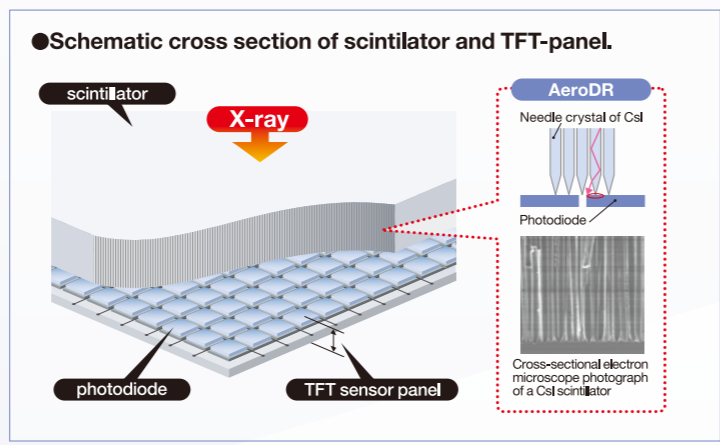 ●Schematic cross section of scintilator and TFT-panel.
scintillator
X-ray
photodiode
TFT sensor panel
AeroDR
Needle crystal of CsI
Photodiode
Cross-sectional electron
microscope photograph
of a CsI scintillator